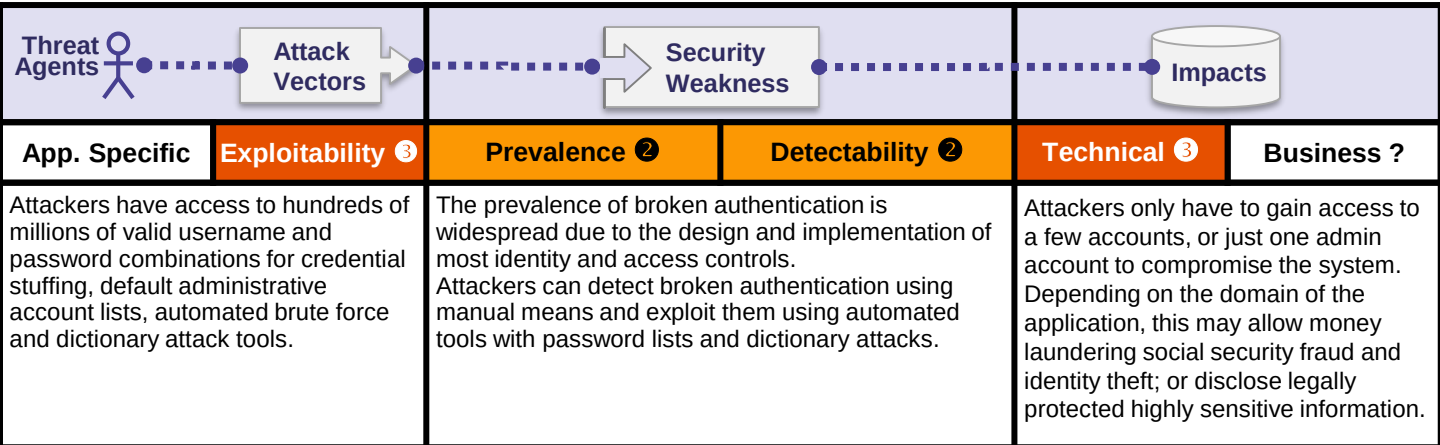 Threat
Agents
Attack
Vectors
Security
Weakness
Impacts
App. Specific
Exploitability ❸
Prevalence ❷
Detectability ❷
Technical ❸
Business ?
Attackers have access to hundreds of
millions of valid username and
password combinations for credential
stuffing, default administrative
account lists, automated brute force
and dictionary attack tools.
The prevalence of broken authentication is
widespread due to the design and implementation of
most identity and access controls.
Attackers can detect broken authentication using
manual means and exploit them using automated
tools with password lists and dictionary attacks.
Attackers only have to gain access to
a few accounts, or just one admin
account to compromise the system.
Depending on the domain of the
application, this may allow money
laundering social security fraud and
identity theft; or disclose legally
protected highly sensitive information.